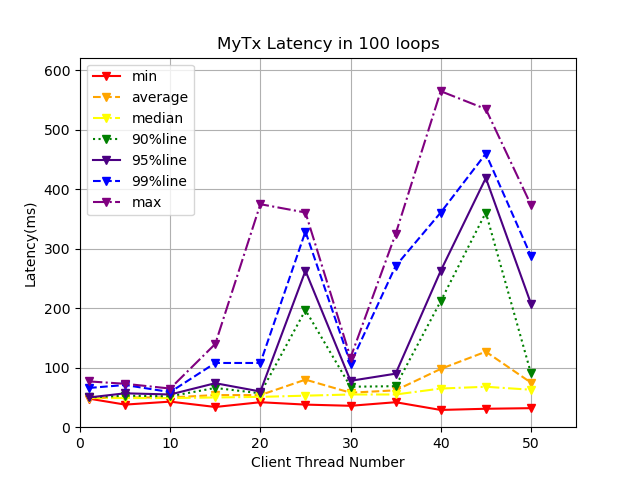 MyTx Latency in 100 loops
min
average
median
90%line
95%line
99%line
max
600
500
400
300
200
100
0
Latency(ms)
0 10 20 30 40 50
Client Thread Number